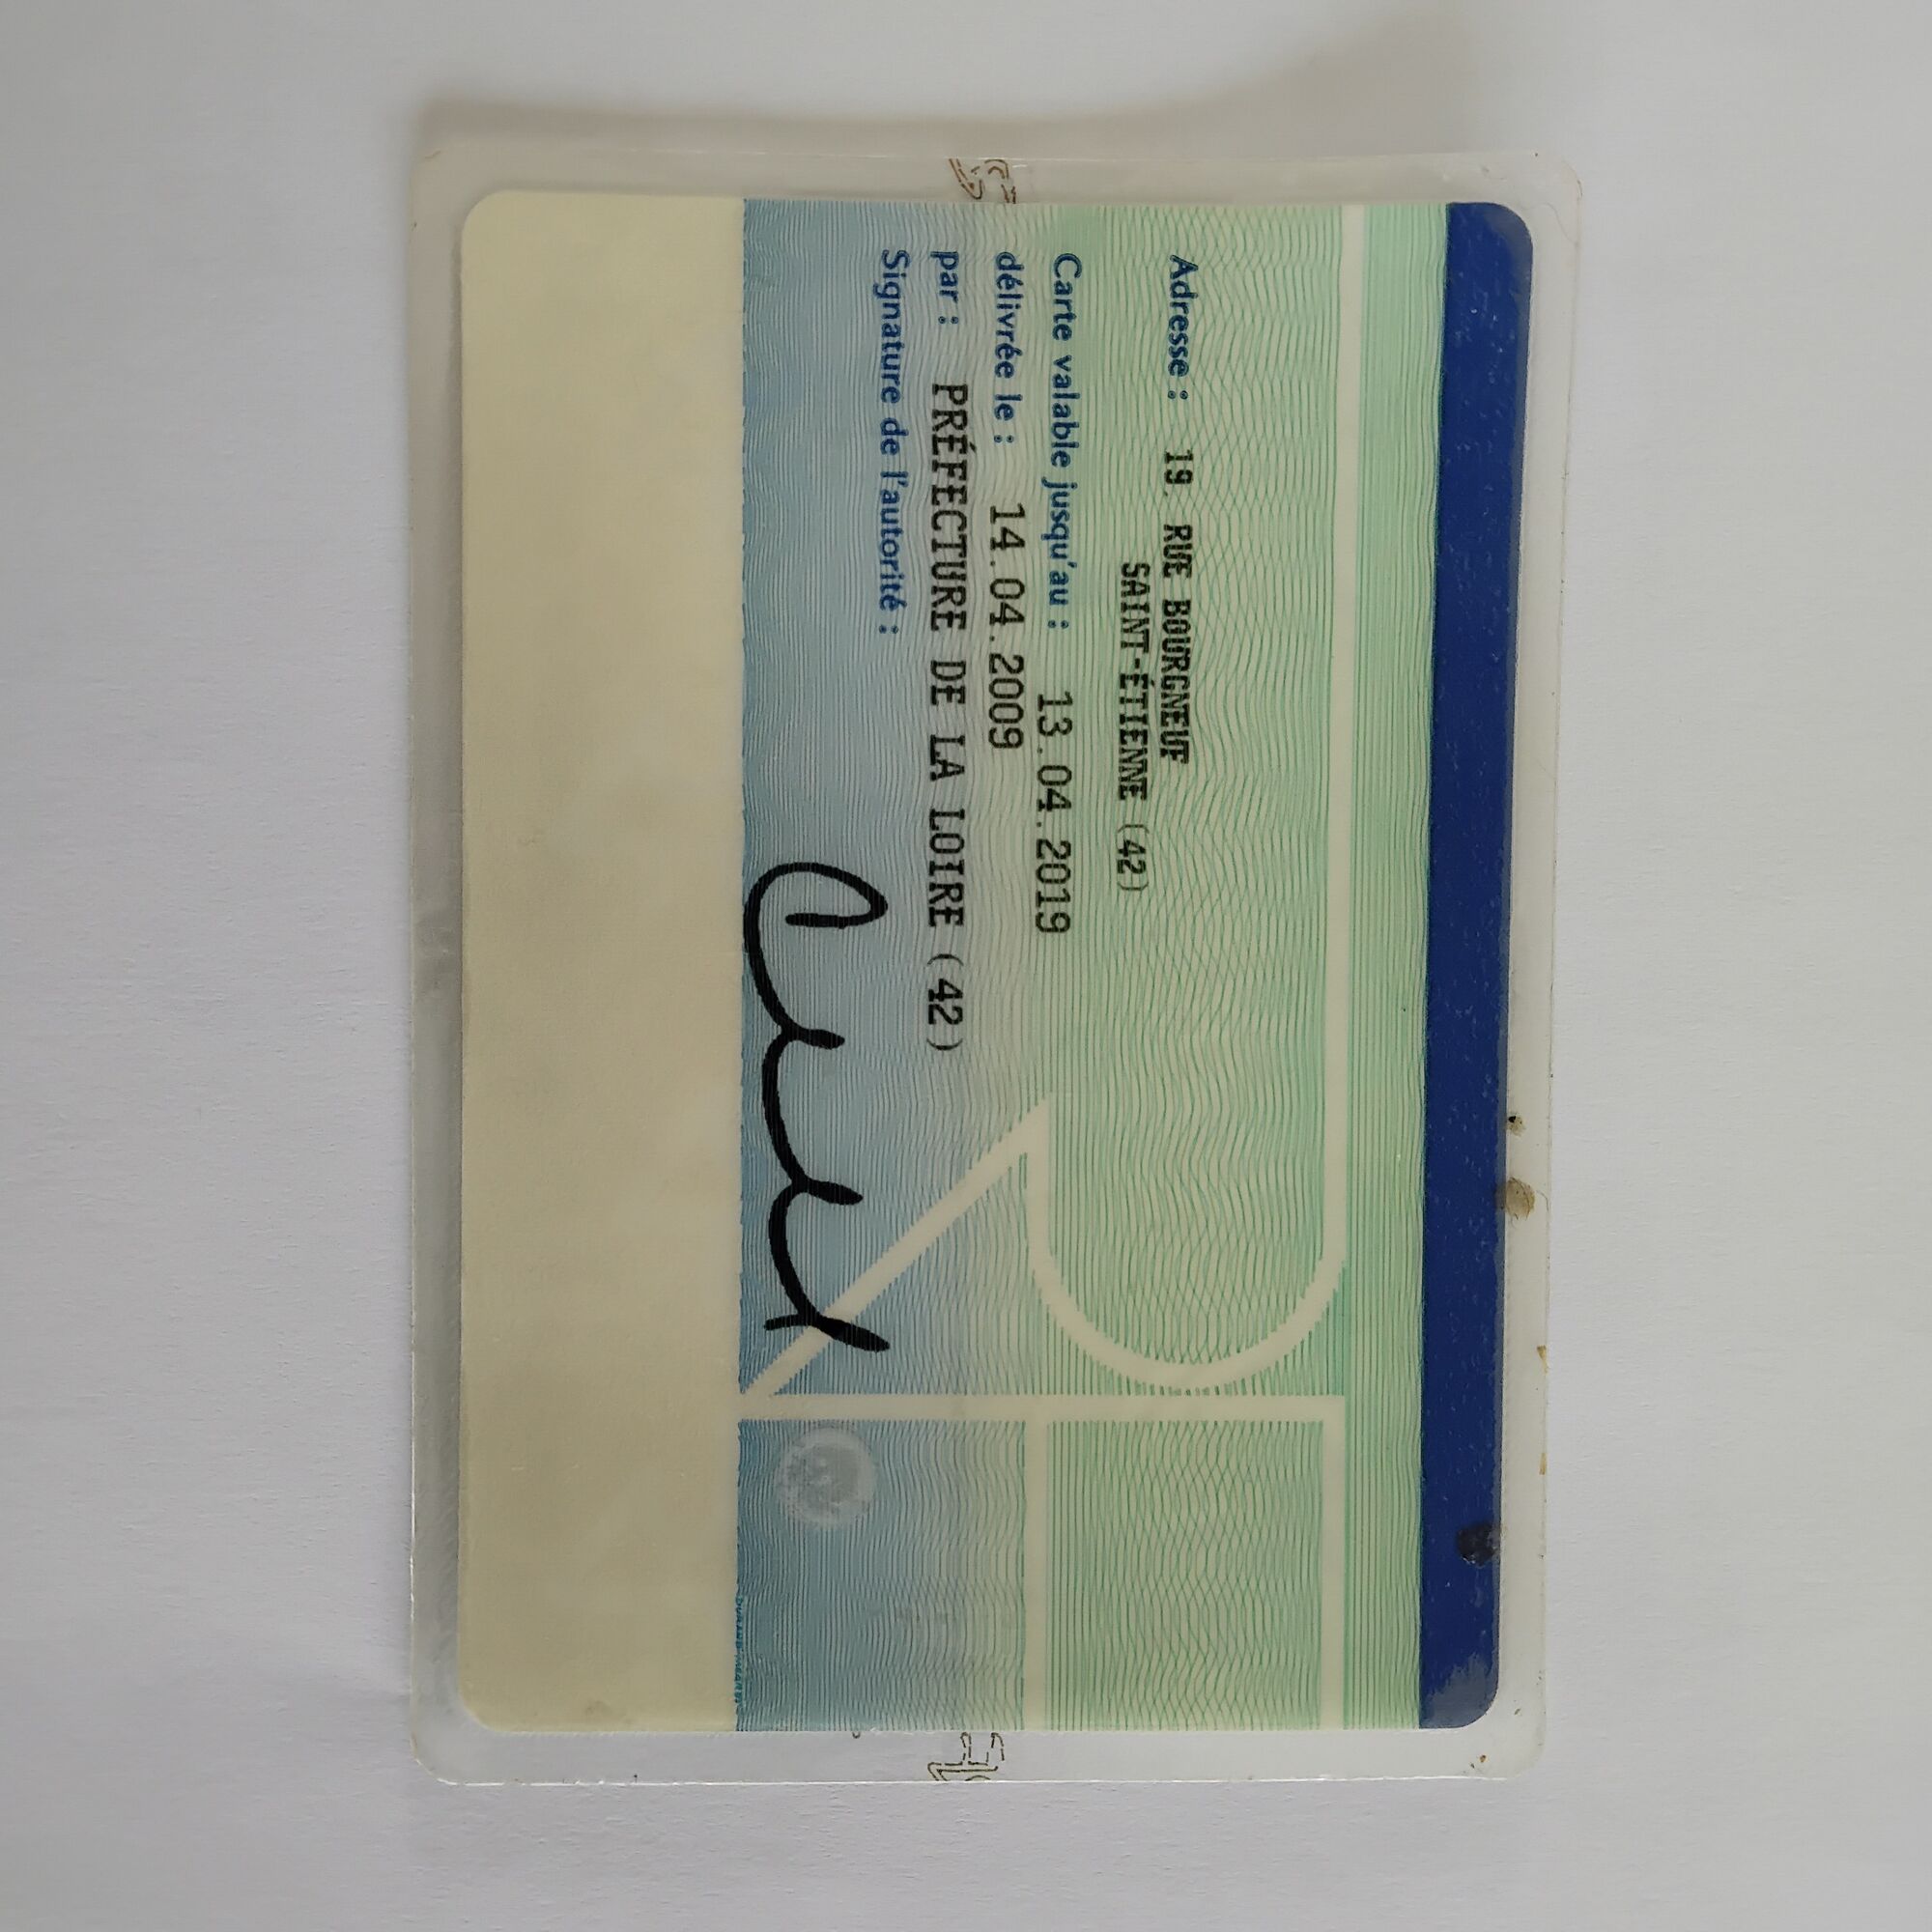 Adresse : 19, RUE BOURGNEUF
SAINT-ÉTIENNE (42)
Carte valable jusqu'au : 13.04.2019
délivrée le : 14.04.2009
par : PRÉFECTURE DE LA LOIRE (42)
Signature de l'autorité :